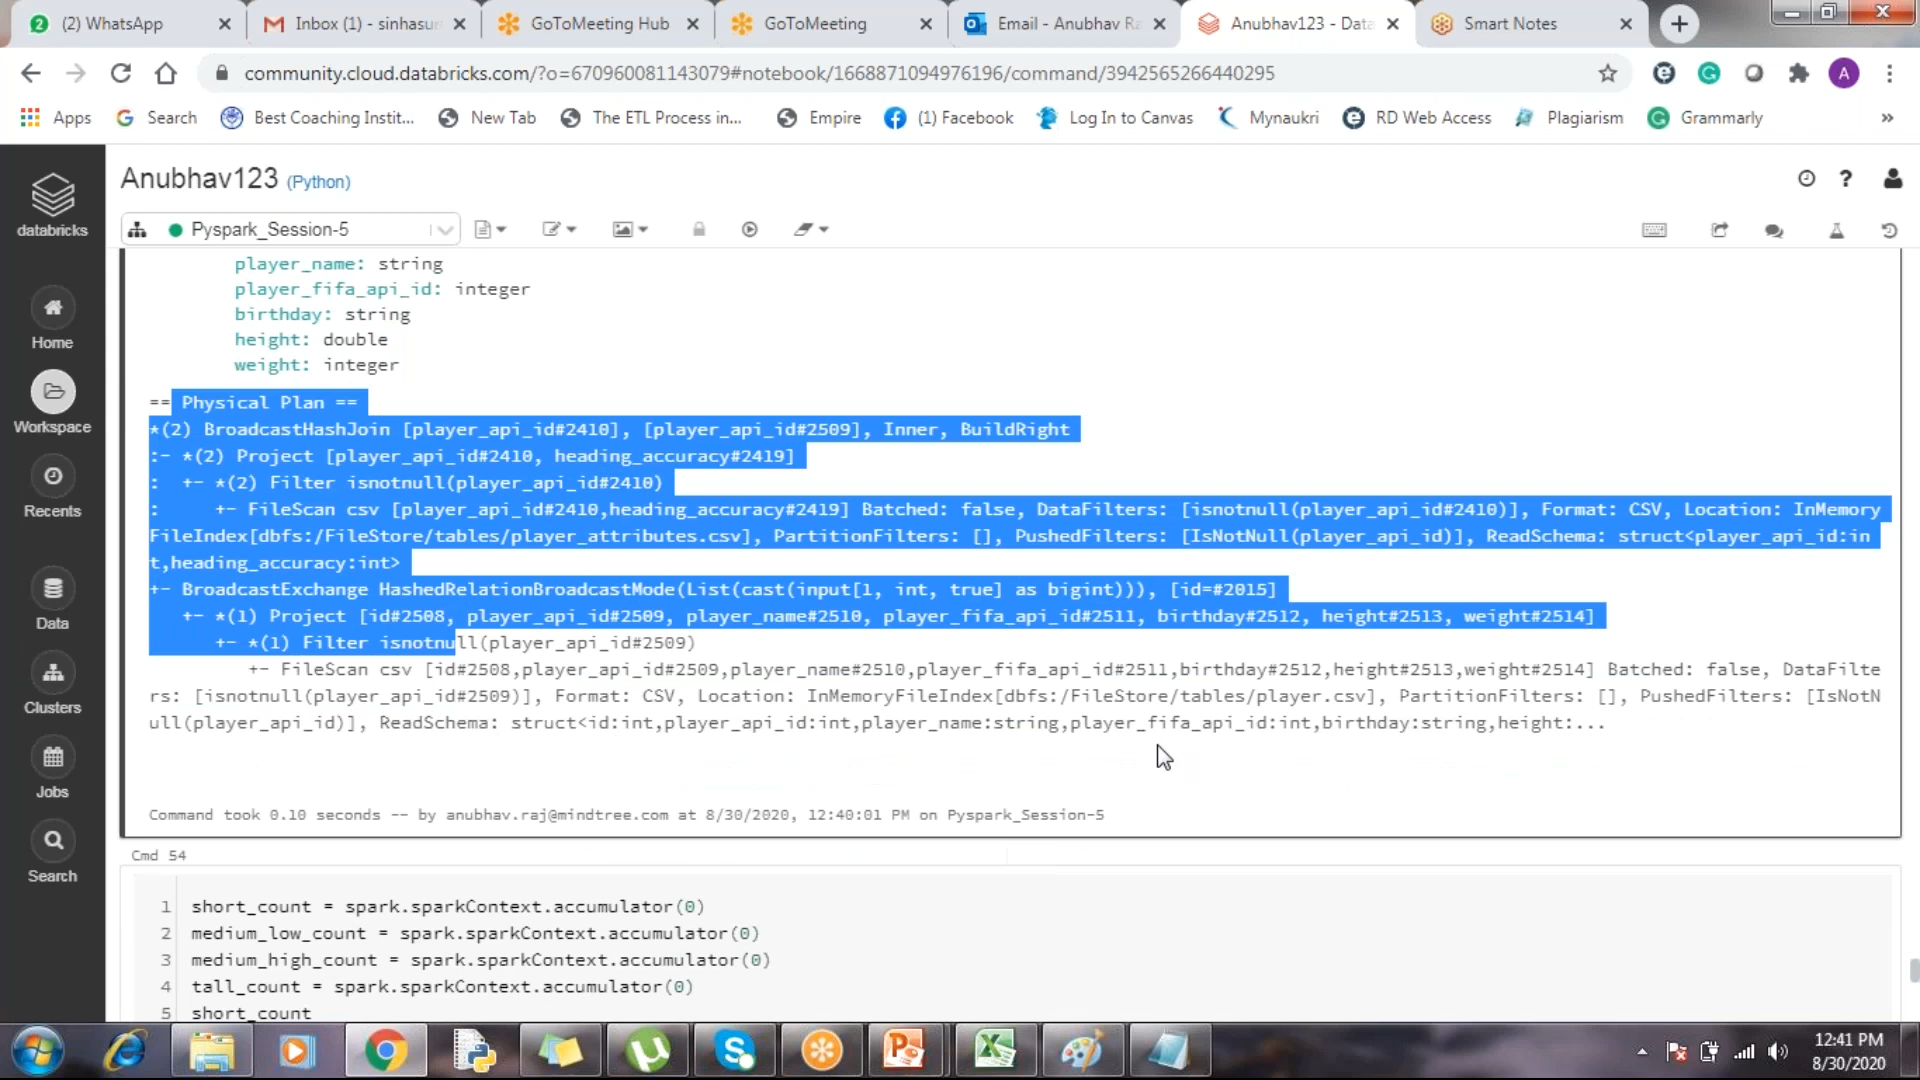 (2) WhatsApp
Inbox (1) - sinhasun
GoToMeeting Hub
GoToMeeting
Email - Anubhav Ra
Anubhav123 - Data
Smart Notes
community.cloud.databricks.com/?o=670960081143079#notebook/1668871094976196/command/3942565266440295
A
Apps
Search
Best Coaching Instit...
New Tab
The ETL Process in...
Empire
(1) Facebook
Log In to Canvas
Mynaukri
RD Web Access
Plagiarism
Grammarly
»
databricks
Home
Workspace
Recents
Data
Clusters
Jobs
Search
Anubhav123 (Python)
Pyspark_Session-5
player_name: string
player_fifa_api_id: integer
birthday: string
height: double
weight: integer
== Physical Plan ==
*(2) BroadcastHashJoin [player_api_id#2410], [player_api_id#2509], Inner, BuildRight
:- *(2) Project [player_api_id#2410, heading_accuracy#2419]
:  +- *(2) Filter isnotnull(player_api_id#2410)
:     +- FileScan csv [player_api_id#2410,heading_accuracy#2419] Batched: false, DataFilters: [isnotnull(player_api_id#2410)], Format: CSV, Location: InMemory
FileIndex[dbfs:/FileStore/tables/player_attributes.csv], PartitionFilters: [], PushedFilters: [IsNotNull(player_api_id)], ReadSchema: struct<player_api_id:in
t,heading_accuracy:int>
+- BroadcastExchange HashedRelationBroadcastMode(List(cast(input[1, int, true] as bigint))), [id=#2015]
+- *(1) Project [id#2508, player_api_id#2509, player_name#2510, player_fifa_api_id#2511, birthday#2512, height#2513, weight#2514]
+- *(1) Filter isnotnull(player_api_id#2509)
+- FileScan csv [id#2508,player_api_id#2509,player_name#2510,player_fifa_api_id#2511,birthday#2512,height#2513,weight#2514] Batched: false, DataFilte
rs: [isnotnull(player_api_id#2509)], Format: CSV, Location: InMemoryFileIndex[dbfs:/FileStore/tables/player.csv], PartitionFilters: [], PushedFilters: [IsNotN
ull(player_api_id)], ReadSchema: struct<id:int,player_api_id:int,player_name:string,player_fifa_api_id:int,birthday:string,height:...
Command took 0.10 seconds -- by anubhav.raj@mindtree.com at 8/30/2020, 12:40:01 PM on Pyspark_Session-5
Cmd 54
1 short_count = spark.sparkContext.accumulator(0)
2 medium_low_count = spark.sparkContext.accumulator(0)
3 medium_high_count = spark.sparkContext.accumulator(0)
4 tall_count = spark.sparkContext.accumulator(0)
5 short_count
12:41 PM
8/30/2020